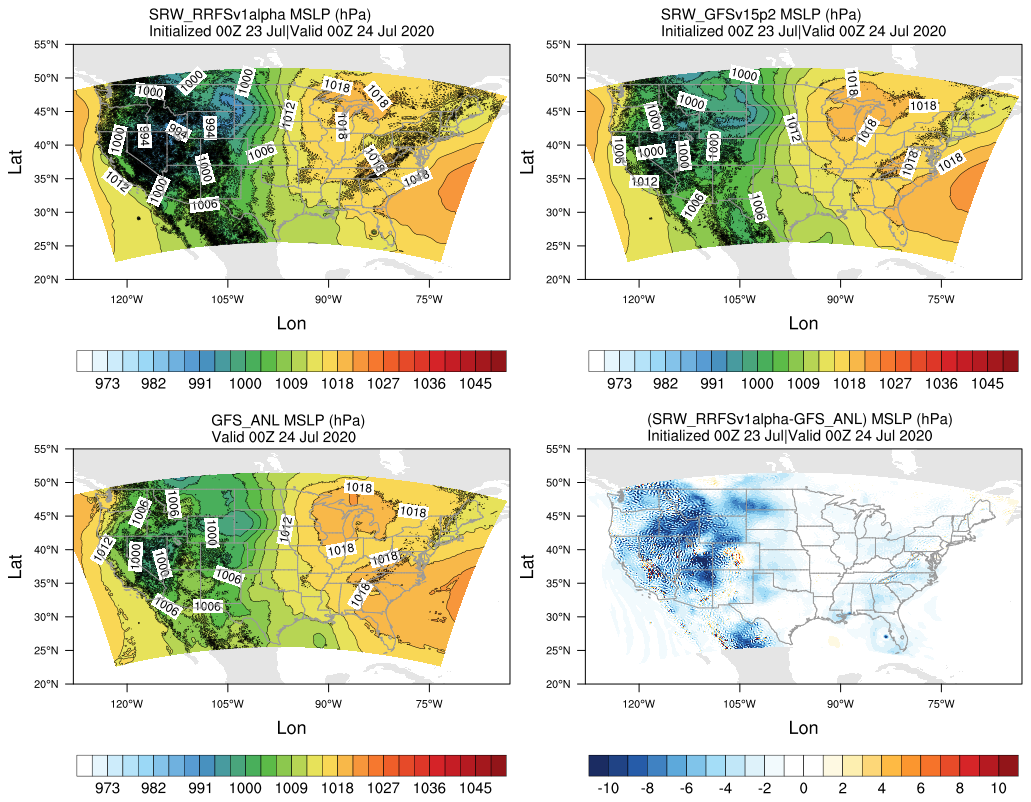 SRW_RRFSv1alpha MSLP (hPa)
Initialized 00Z 23 Jul|Valid 00Z 24 Jul 2020
55°N
50°N
45°N
40°N
35°N
30°N
25°N
20°N
Lat
1000
1000
1000
1018
1018
1012
994
994
994
1000
1018
1006
1018
1000
1012
1000
1018
1006
120°W
105°W
90°W
75°W
Lon
973
982
991
1000
1009
1018
1027
1036
1045
SRW_GFSv15p2 MSLP (hPa)
Initialized 00Z 23 Jul|Valid 00Z 24 Jul 2020
55°N
50°N
45°N
40°N
35°N
30°N
25°N
20°N
Lat
1000
1018
1000
1018
1000
1012
1018
1006
1000
1000
1000
1018
1018
1012
1006
1006
120°W
105°W
90°W
75°W
Lon
973
982
991
1000
1009
1018
1027
1036
1045
GFS_ANL MSLP (hPa)
Valid 00Z 24 Jul 2020
55°N
50°N
45°N
40°N
35°N
30°N
25°N
20°N
Lat
1018
1006
1006
1018
1000
1012
1012
1018
1000
1000
1018
1006
1018
1006
1006
120°W
105°W
90°W
75°W
Lon
973
982
991
1000
1009
1018
1027
1036
1045
(SRW_RRFSv1alpha-GFS_ANL) MSLP (hPa)
Initialized 00Z 23 Jul|Valid 00Z 24 Jul 2020
55°N
50°N
45°N
40°N
35°N
30°N
25°N
20°N
Lat
120°W
105°W
90°W
75°W
Lon
-10
-8
-6
-4
-2
0
0
2
4
6
8
10